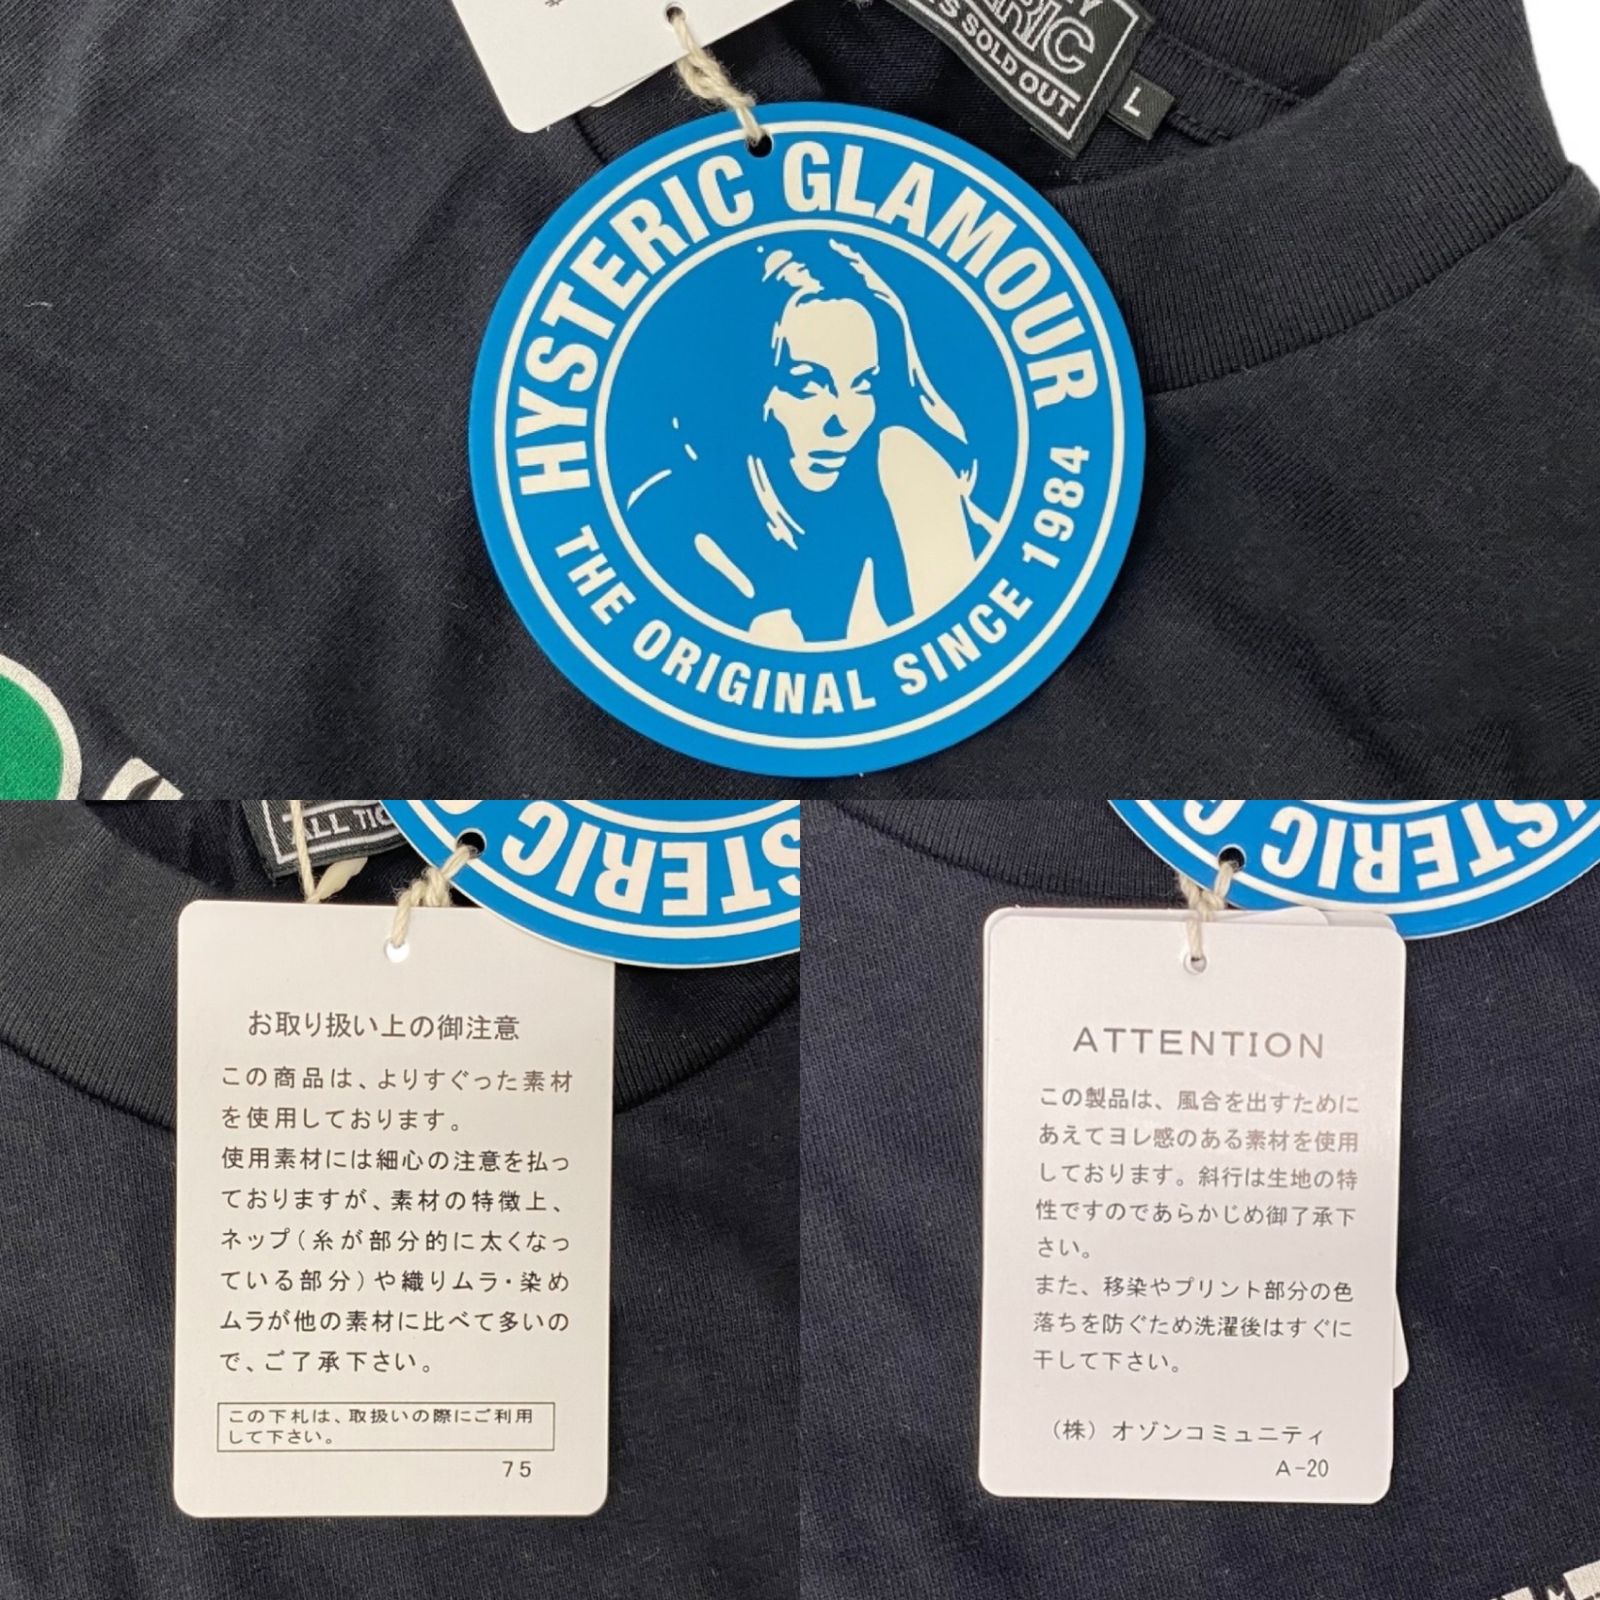 ERIC
SOLD OUT
L
HYSTERIC GLAMOUR
THE ORIGINAL SINCE 1984
ALL TIC
STERIC
お取り扱い上の御注意
この商品は、よりすぐった素材
を使用しております。
使用素材には細心の注意を払っ
ておりますが、素材の特徴上、
ネップ(糸が部分的に太くなっ
ている部分)や織りムラ・染め
ムラが他の素材に比べて多いの
で、ご了承下さい。
この下札は、取扱いの際にご利用
して下さい。
75
STERIC
ATTENTION
この製品は、風合を出すために
あえてヨレ感のある素材を使用
しております。斜行は生地の特
性ですのであらかじめ御了承下
さい。
また、移染やプリント部分の色
落ちを防ぐため洗濯後はすぐに
干して下さい。
(株)オゾンコミュニティ
A-20